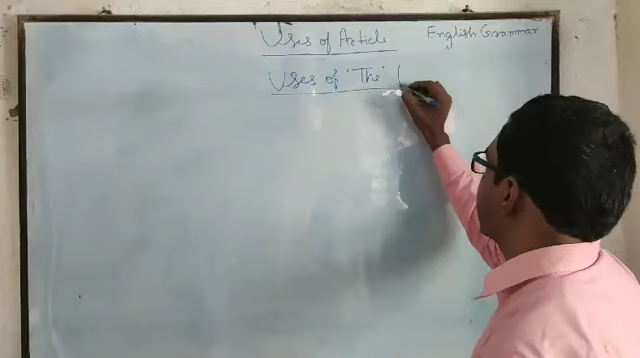 Uses of Article
English Grammar
Uses of 'The' (